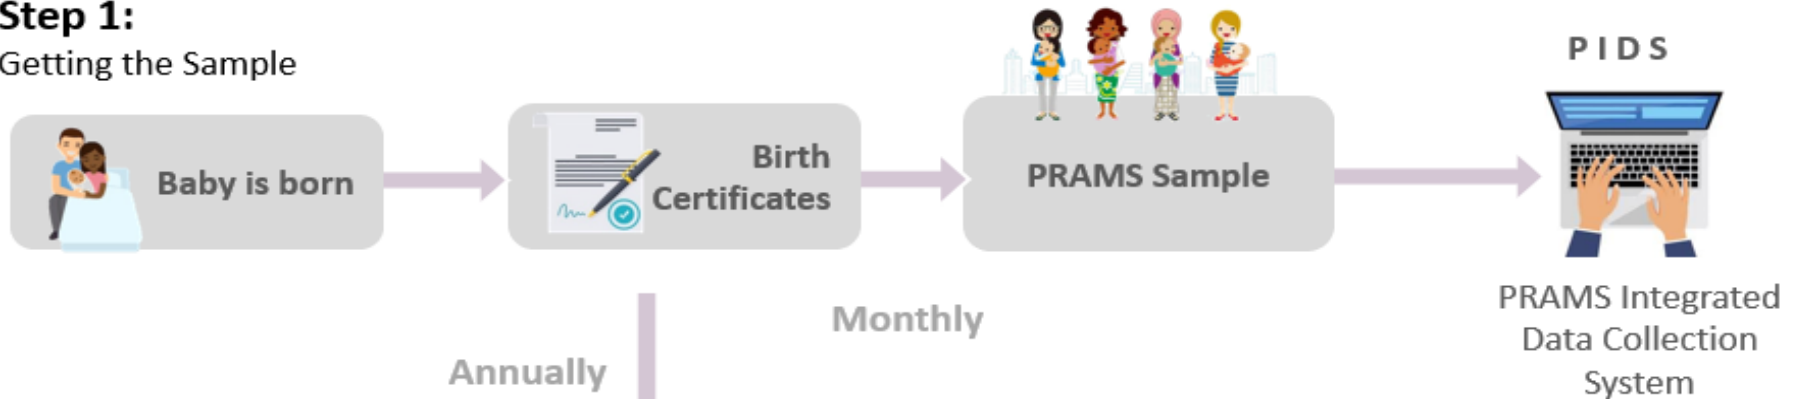 Step 1:
Getting the Sample
Baby is born
Birth
Certificates
PRAMS Sample
PIDS
PRAMS Integrated
Data Collection
System
Monthly
Annually